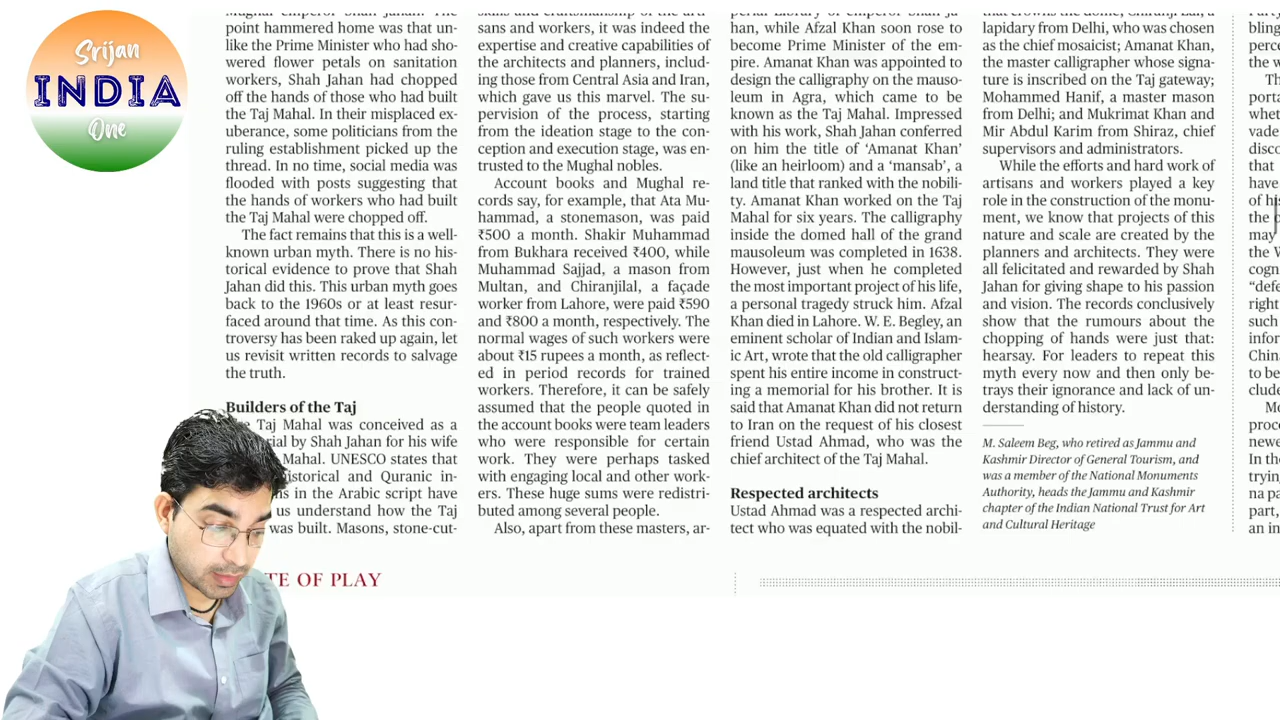 Srijan
INDIA
One
point hammered home was that un-
like the Prime Minister who had sho-
wered flower petals on sanitation
workers, Shah Jahan had chopped
off the hands of those who had built
the Taj Mahal. In their misplaced ex-
uberance, some politicians from the
ruling establishment picked up the
thread. In no time, social media was
flooded with posts suggesting that
the hands of workers who had built
the Taj Mahal were chopped off.
The fact remains that this is a well-
known urban myth. There is no his-
torical evidence to prove that Shah
Jahan did this. This urban myth goes
back to the 1960s or at least resur-
faced around that time. As this con-
troversy has been raked up again, let
us revisit written records to salvage
the truth.
Builders of the Taj
Taj Mahal was conceived as a
by Shah Jahan for his wife
Mahal. UNESCO states that
istorical and Quranic in-
ns in the Arabic script have
us understand how the Taj
was built. Masons, stone-cut-
sans and workers, it was indeed the
expertise and creative capabilities of
the architects and planners, includ-
ing those from Central Asia and Iran,
which gave us this marvel. The su-
pervision of the process, starting
from the ideation stage to the con-
ception and execution stage, was en-
trusted to the Mughal nobles.
Account books and Mughal re-
cords say, for example, that Ata Mu-
hammad, a stonemason, was paid
₹500 a month. Shakir Muhammad
from Bukhara received ₹400, while
Muhammad Sajjad, a mason from
Multan, and Chiranjilal, a façade
worker from Lahore, were paid ₹590
and ₹800 a month, respectively. The
normal wages of such workers were
about ₹15 rupees a month, as reflect-
ed in period records for trained
workers. Therefore, it can be safely
assumed that the people quoted in
the account books were team leaders
who were responsible for certain
work. They were perhaps tasked
with engaging local and other work-
ers. These huge sums were redistri-
buted among several people.
Also, apart from these masters, ar-
han, while Afzal Khan soon rose to
become Prime Minister of the em-
pire. Amanat Khan was appointed to
design the calligraphy on the mauso-
leum in Agra, which came to be
known as the Taj Mahal. Impressed
with his work, Shah Jahan conferred
on him the title of ‘Amanat Khan’
(like an heirloom) and a ‘mansab’, a
land title that ranked with the nobili-
ty. Amanat Khan worked on the Taj
Mahal for six years. The calligraphy
inside the domed hall of the grand
mausoleum was completed in 1638.
However, just when he completed
the most important project of his life,
a personal tragedy struck him. Afzal
Khan died in Lahore. W. E. Begley, an
eminent scholar of Indian and Islam-
ic Art, wrote that the old calligrapher
spent his entire income in construct-
ing a memorial for his brother. It is
said that Amanat Khan did not return
to Iran on the request of his closest
friend Ustad Ahmad, who was the
chief architect of the Taj Mahal.
Respected architects
Ustad Ahmad was a respected archi-
tect who was equated with the nobil-
lapidary from Delhi, who was chosen
as the chief mosaicist; Amanat Khan,
the master calligrapher whose signa-
ture is inscribed on the Taj gateway;
Mohammed Hanif, a master mason
from Delhi; and Mukrimat Khan and
Mir Abdul Karim from Shiraz, chief
supervisors and administrators.
While the efforts and hard work of
artisans and workers played a key
role in the construction of the monu-
ment, we know that projects of this
nature and scale are created by the
planners and architects. They were
all felicitated and rewarded by Shah
Jahan for giving shape to his passion
and vision. The records conclusively
show that the rumours about the
chopping of hands were just that:
hearsay. For leaders to repeat this
myth every now and then only be-
trays their ignorance and lack of un-
derstanding of history.
M. Saleem Beg, who retired as Jammu and
Kashmir Director of General Tourism, and
was a member of the National Monuments
Authority, heads the Jammu and Kashmir
chapter of the Indian National Trust for Art
and Cultural Heritage
TE OF PLAY